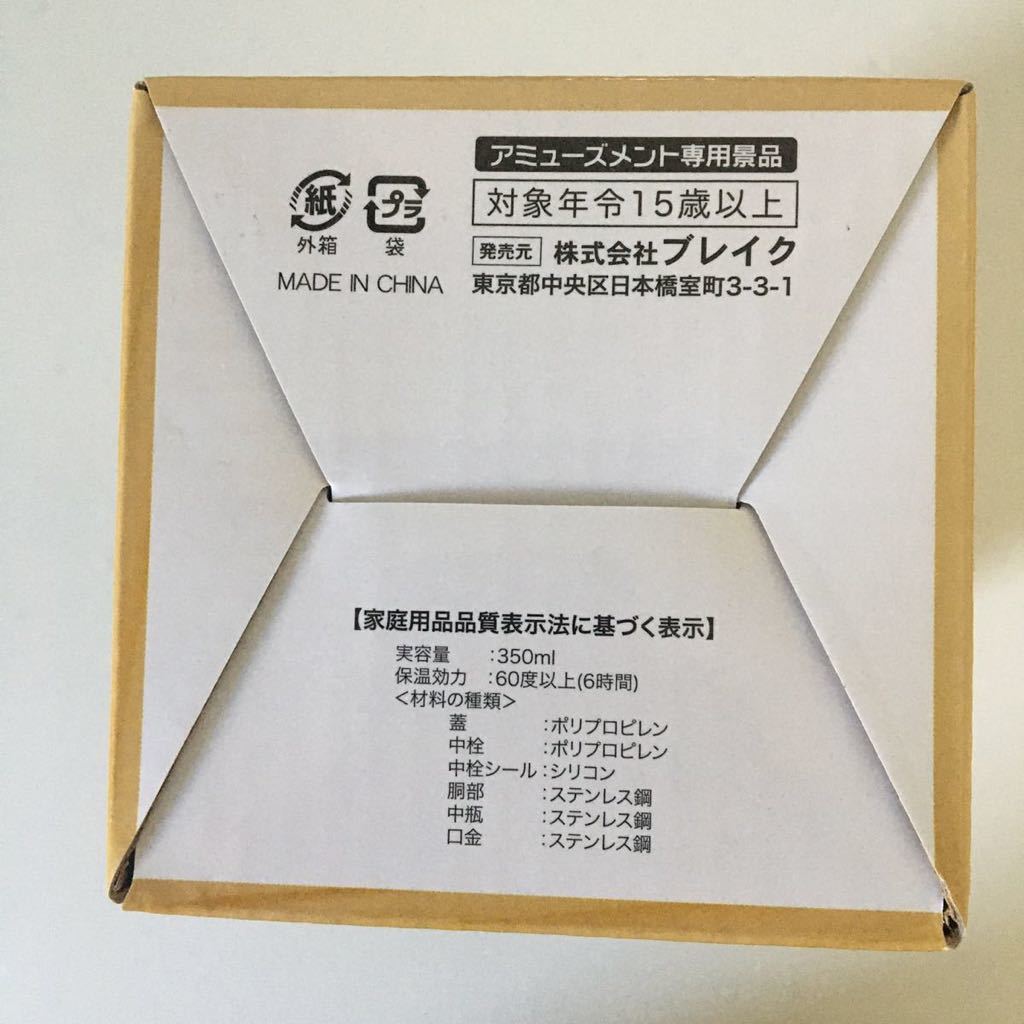 アミューズメント専用景品
対象年令15歳以上
発売元 株式会社ブレイク
東京都中央区日本橋室町3-3-1
紙 プラ
外箱 袋
MADE IN CHINA
【家庭用品品質表示法に基づく表示】
実容量 :350ml
保温効力 :60度以上(6時間)
<材料の種類>
蓋 :ポリプロピレン
中栓 :ポリプロピレン
中栓シール:シリコン
胴部 :ステンレス鋼
中瓶 :ステンレス鋼
口金 :ステンレス鋼